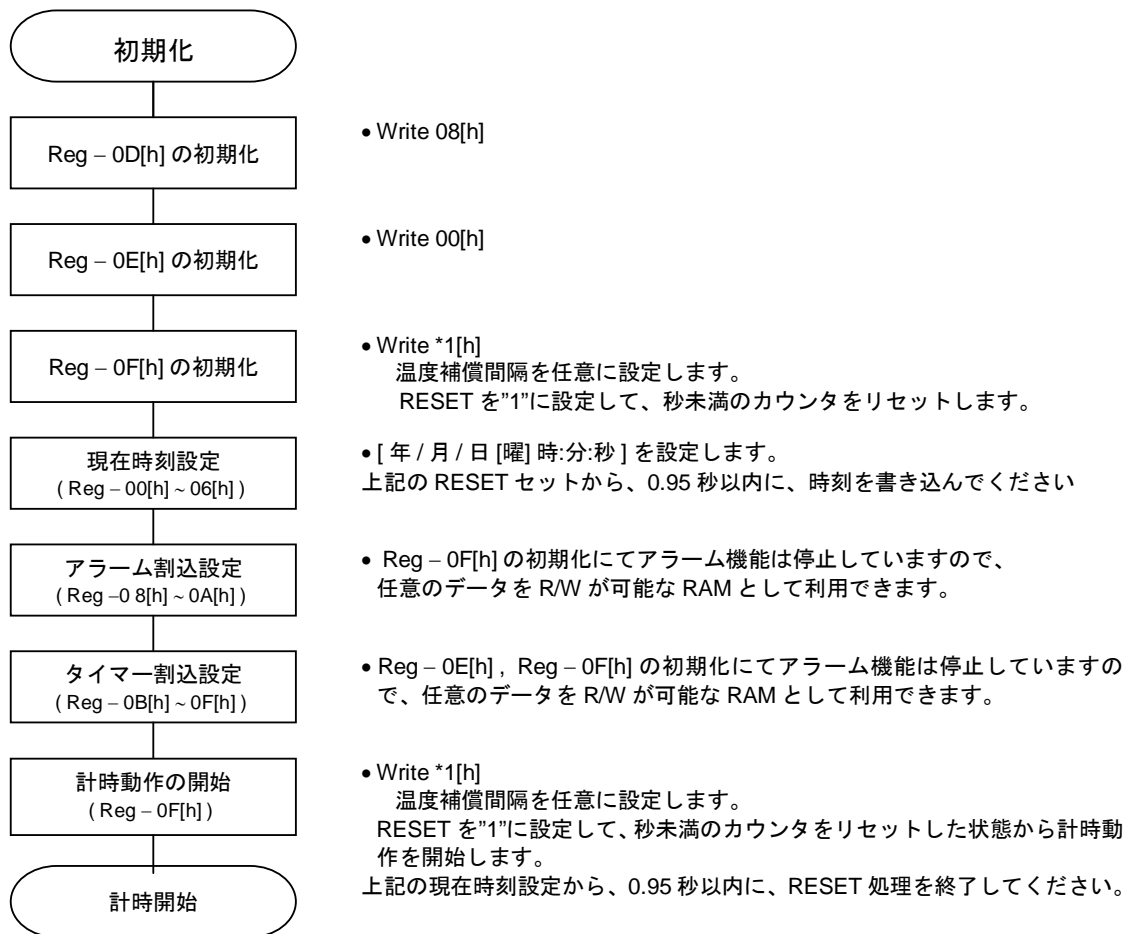 初期化
Reg – 0D[h] の初期化
• Write 08[h]
Reg – 0E[h] の初期化
• Write 00[h]
Reg – 0F[h] の初期化
• Write *1[h]
温度補償間隔を任意に設定します。
RESET を"1"に設定して、秒未満のカウンタをリセットします。
現在時刻設定
( Reg – 00[h] ~ 06[h] )
• [ 年 / 月 / 日 [曜] 時:分:秒 ] を設定します。
上記の RESET セットから、0.95 秒以内に、時刻を書き込んでください
アラーム割込設定
( Reg –0 8[h] ~ 0A[h] )
• Reg – 0F[h] の初期化にてアラーム機能は停止していますので、
任意のデータを R/W が可能な RAM として利用できます。
タイマー割込設定
( Reg – 0B[h] ~ 0F[h] )
• Reg – 0E[h] , Reg – 0F[h] の初期化にてアラーム機能は停止していますの
で、任意のデータを R/W が可能な RAM として利用できます。
計時動作の開始
( Reg – 0F[h] )
• Write *1[h]
温度補償間隔を任意に設定します。
RESET を"1"に設定して、秒未満のカウンタをリセットした状態から計時動
作を開始します。
上記の現在時刻設定から、0.95 秒以内に、RESET 処理を終了してください。
計時開始